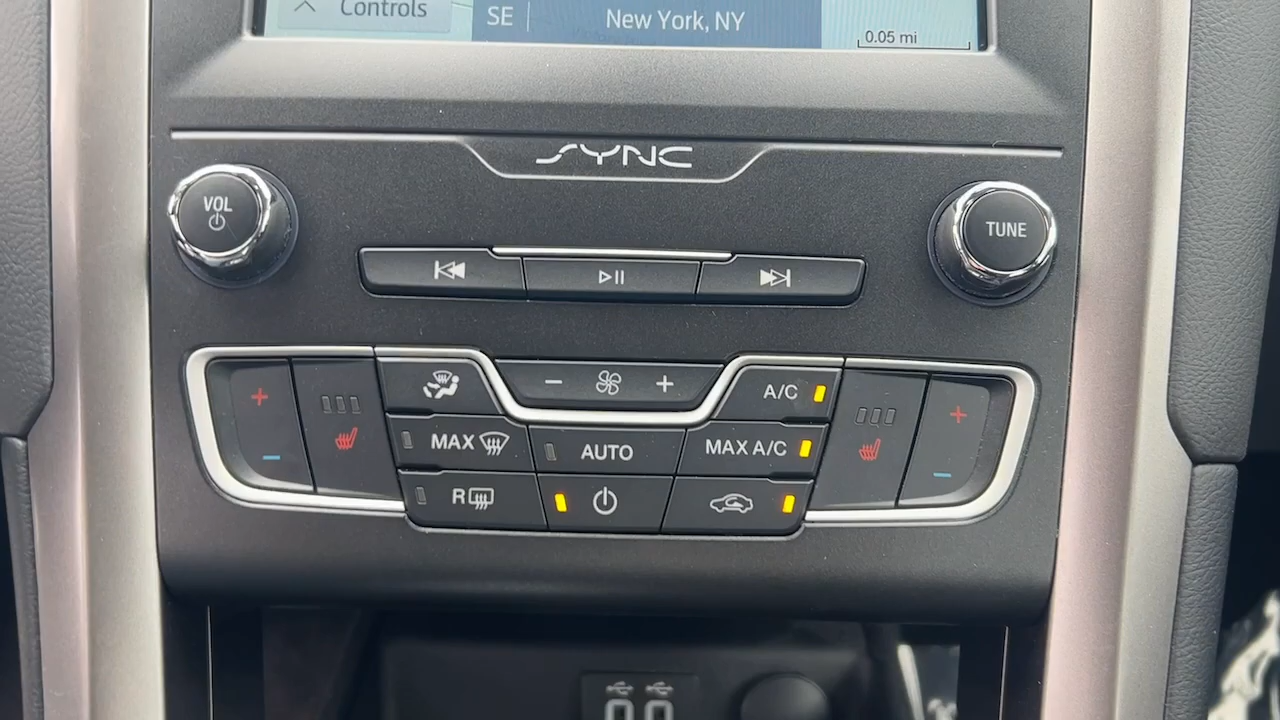 Controls
SE
New York, NY
0.05 mi
SYNC
VOL
TUNE
A/C
MAX
AUTO
MAX A/C
R